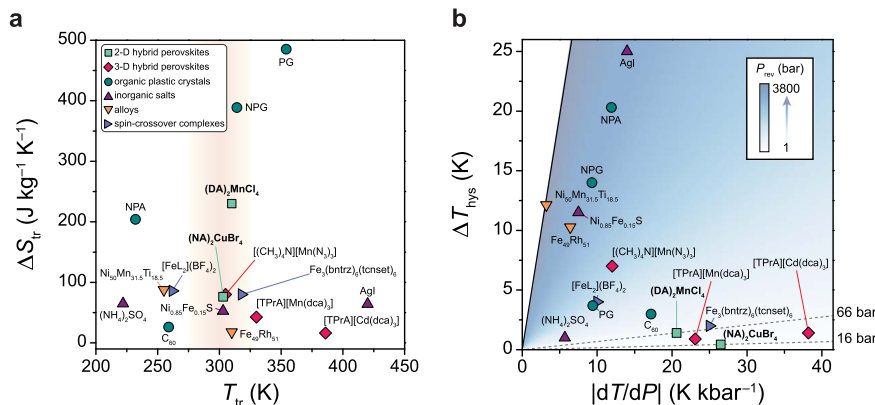 a
500
400
300
200
100
0
200
250
300
350
400
450
ΔS_tr (J kg⁻¹ K⁻¹)
T_tr (K)
2-D hybrid perovskites
3-D hybrid perovskites
organic plastic crystals
inorganic salts
alloys
spin-crossover complexes
PG
NPG
(DA)₂MnCl₄
NPA
(NA)₂CuBr₄
[(CH₃)₄N][Mn(N₃)₃]
Ni₅₀Mn₃₁.₅Ti₁₈.₅
[FeL₂](BF₄)₂
Fe₃(bntrz)₆(tcnset)₆
(NH₄)₂SO₄
Ni₀.₈₅Fe₀.₁₅S
[TPrA][Mn(dca)₃]
AgI
C₆₀
Fe₄₉Rh₅₁
[TPrA][Cd(dca)₃]
b
25
20
15
10
5
0
0
10
20
30
40
ΔT_hys (K)
|dT/dP| (K kbar⁻¹)
P_rev (bar)
3800
1
AgI
NPA
NPG
Ni₅₀Mn₃₁.₅Ti₁₈.₅
Ni₀.₈₅Fe₀.₁₅S
Fe₄₉Rh₅₁
[(CH₃)₄N][Mn(N₃)₃]
[TPrA][Cd(dca)₃]
[TPrA][Mn(dca)₃]
[FeL₂](BF₄)₂
(DA)₂MnCl₄
PG
Fe₃(bntrz)₆(tcnset)₆
(NH₄)₂SO₄
C₆₀
(NA)₂CuBr₄
66 bar
16 bar